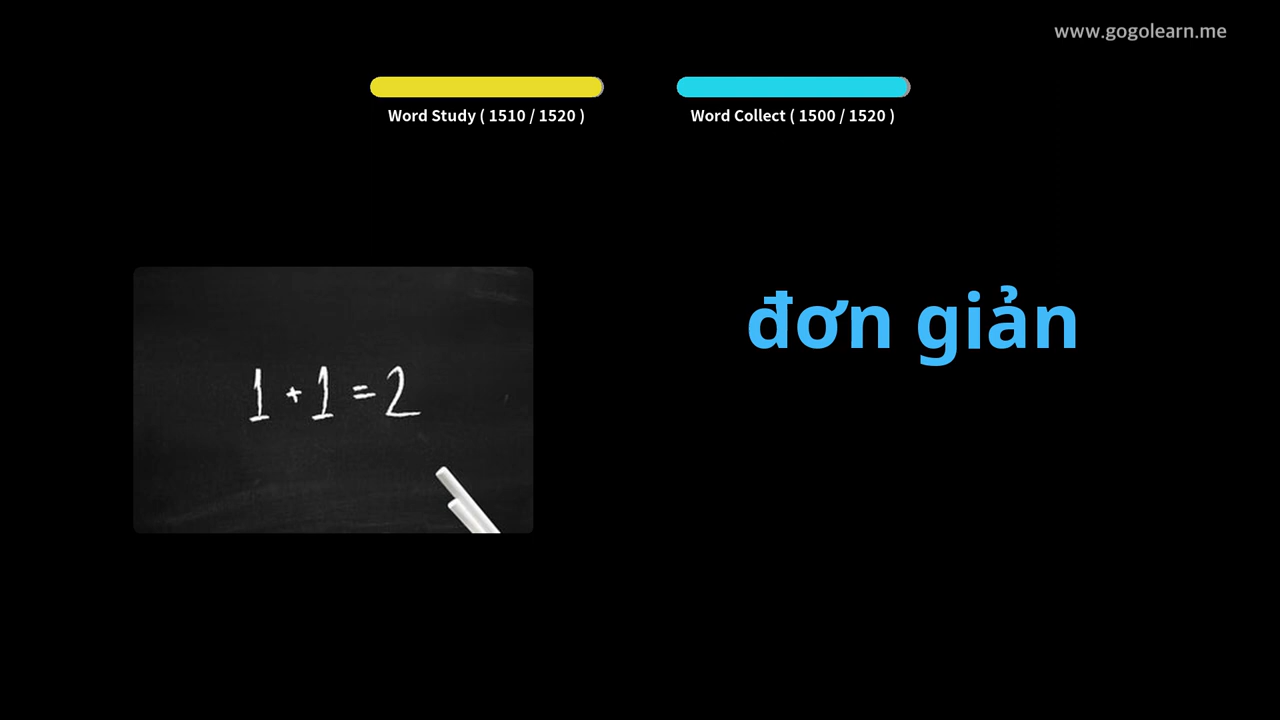 www.gogolearn.me
Word Study ( 1510 / 1520 )
Word Collect ( 1500 / 1520 )
đơn giản
1 + 1 = 2